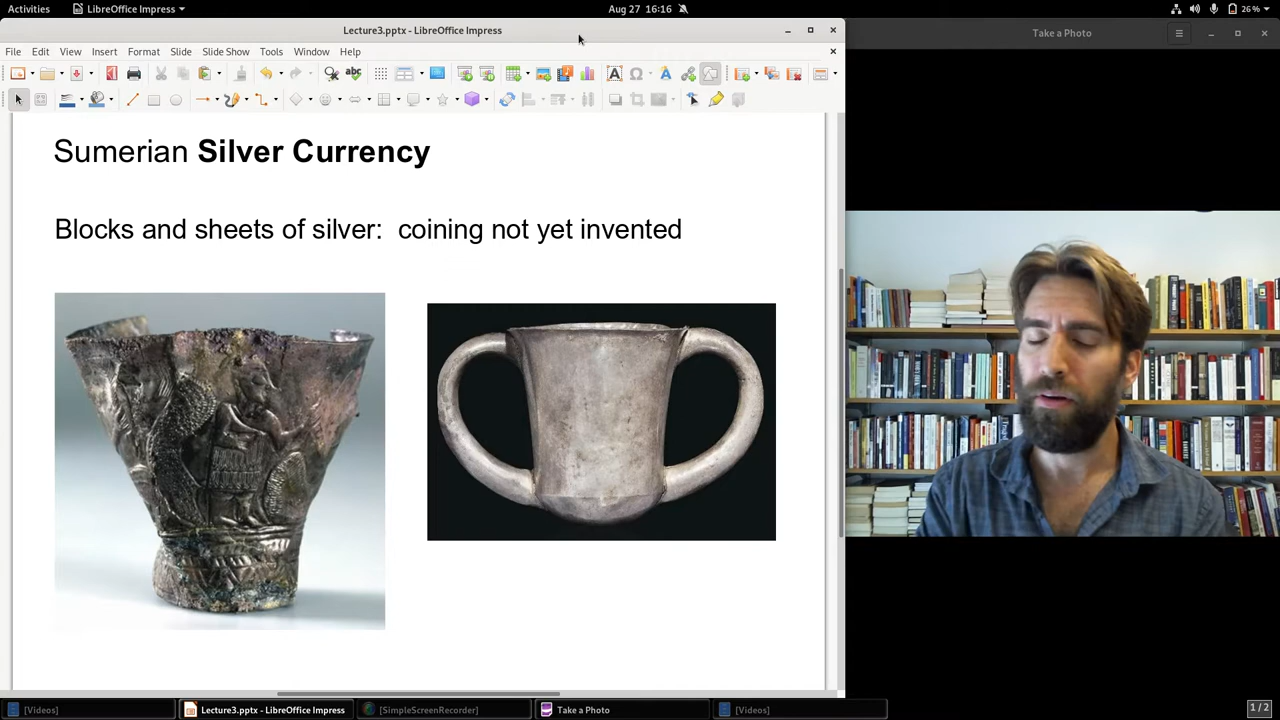 Activities
LibreOffice Impress
Aug 27 16:16
26%
Lecture3.pptx - LibreOffice Impress
Take a Photo
File Edit View Insert Format Slide Slide Show Tools Window Help
abc
Sumerian Silver Currency
Blocks and sheets of silver: coining not yet invented
[Videos]
Lecture3.pptx - LibreOffice Impress
[SimpleScreenRecorder]
Take a Photo
[Videos]
1/2